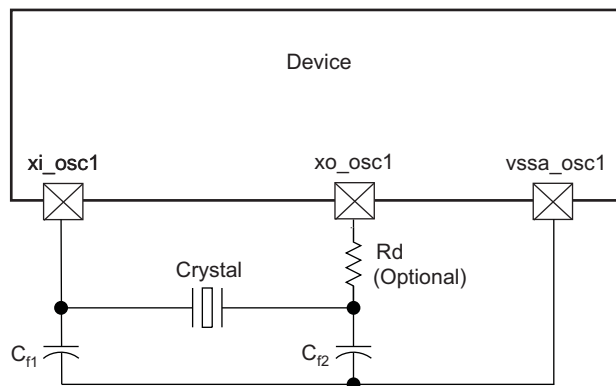 Device
xi_osc1
xo_osc1
vssa_osc1
Rd
(Optional)
Crystal
Cf1
Cf2